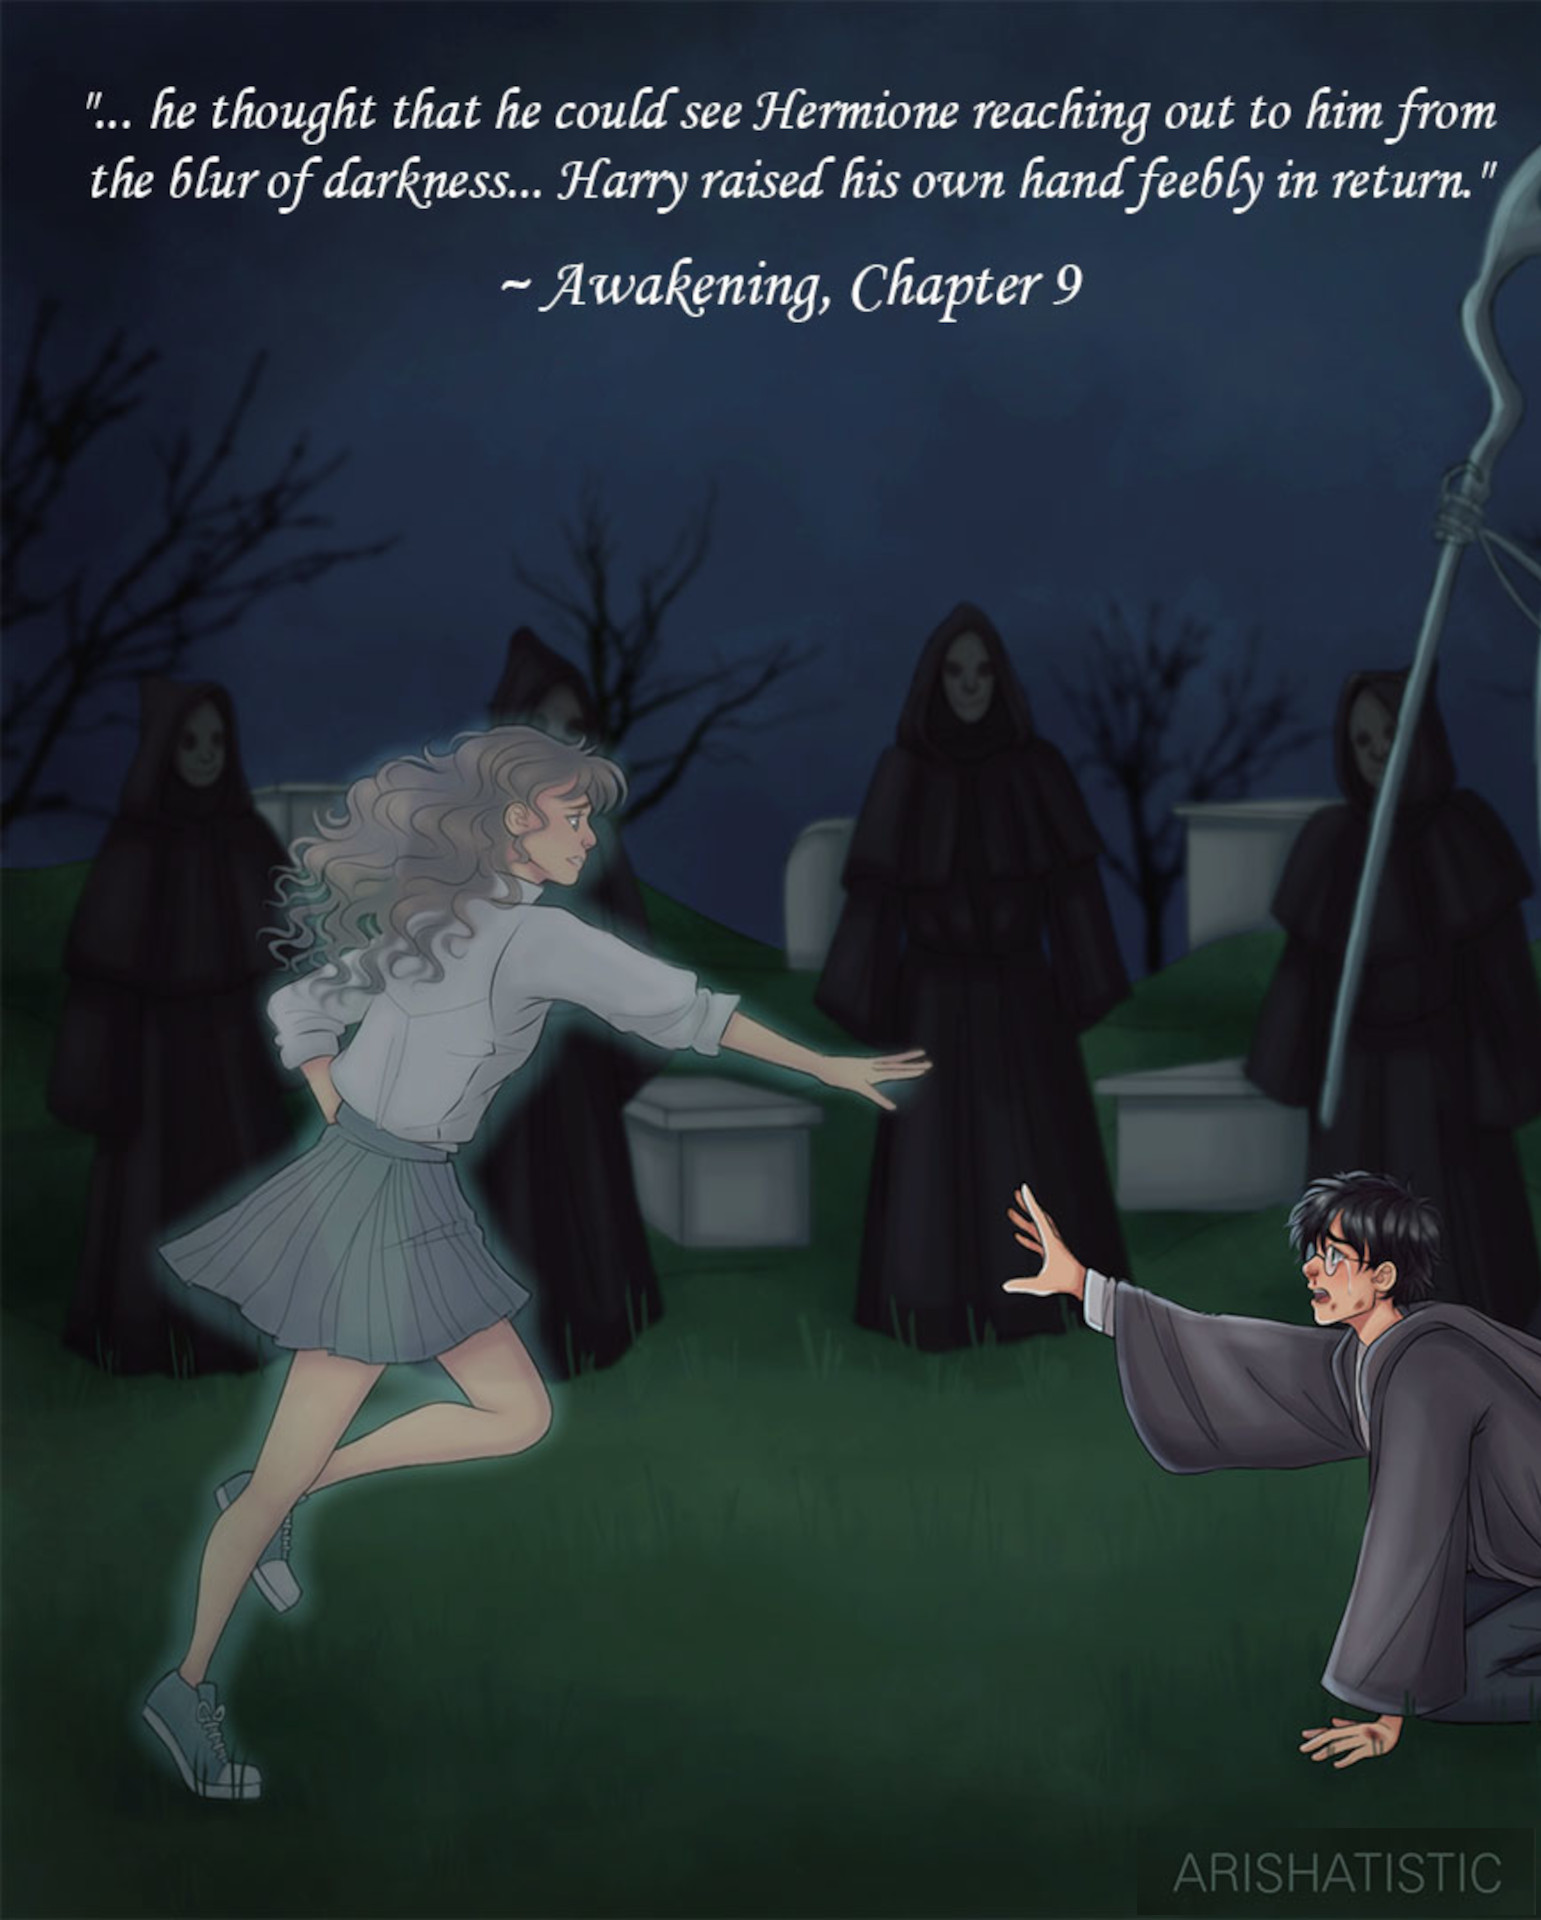 "... he thought that he could see Hermione reaching out to him from
the blur of darkness... Harry raised his own hand feebly in return."
~ Awakening, Chapter 9
ARISHATISTIC